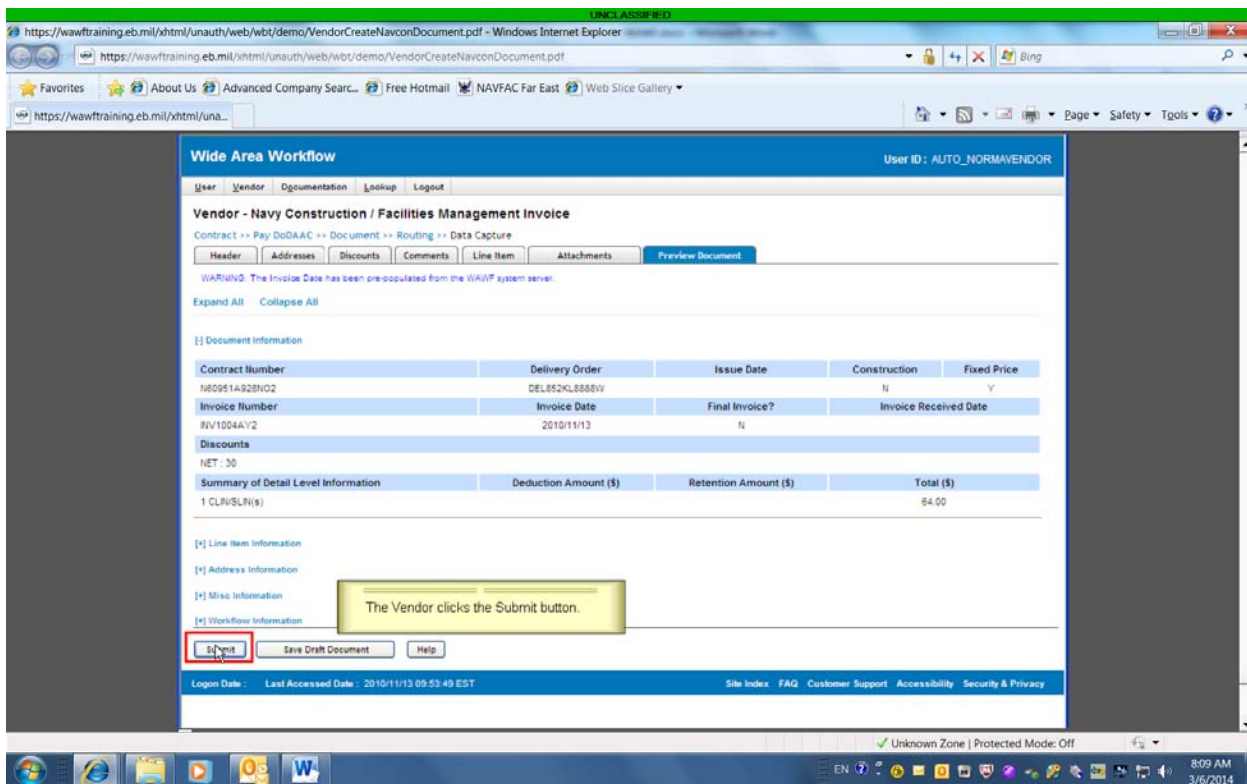 UNCLASSIFIED
https://wawftraining.eb.mil/xhtml/unauth/web/wbt/demo/VendorCreateNavconDocument.pdf - Windows Internet Explorer
https://wawftraining.eb.mil/xhtml/unauth/web/wbt/demo/VendorCreateNavconDocument.pdf Bing
Favorites About Us Advanced Company Searc... Free Hotmail NAVFAC Far East Web Slice Gallery
https://wawftraining.eb.mil/xhtml/una... Page Safety Tools
Wide Area Workflow User ID : AUTO_NORMAVENDOR
User Vendor Documentation Lookup Logout
Vendor - Navy Construction / Facilities Management Invoice
Contract >> Pay DoDAAC >> Document >> Routing >> Data Capture
Header Addresses Discounts Comments Line Item Attachments Preview Document
WARNING: The Invoice Date has been pre-populated from the WAWF system server.
Expand All Collapse All
[-] Document Information
Contract Number Delivery Order Issue Date Construction Fixed Price
N60951A928NO2 DEL852KL8888W N Y
Invoice Number Invoice Date Final Invoice? Invoice Received Date
INV1004AY2 2010/11/13 N
Discounts
NET : 30
Summary of Detail Level Information Deduction Amount ($) Retention Amount ($) Total ($)
1 CLIN/SLIN(s) 64.00
[+] Line Item Information
[+] Address Information
[+] Misc Information
The Vendor clicks the Submit button.
[+] Workflow Information
Submit Save Draft Document Help
Logon Date : Last Accessed Date : 2010/11/13 09:53:49 EST Site Index FAQ Customer Support Accessibility Security & Privacy
Unknown Zone | Protected Mode: Off
EN 8:09 AM
3/6/2014